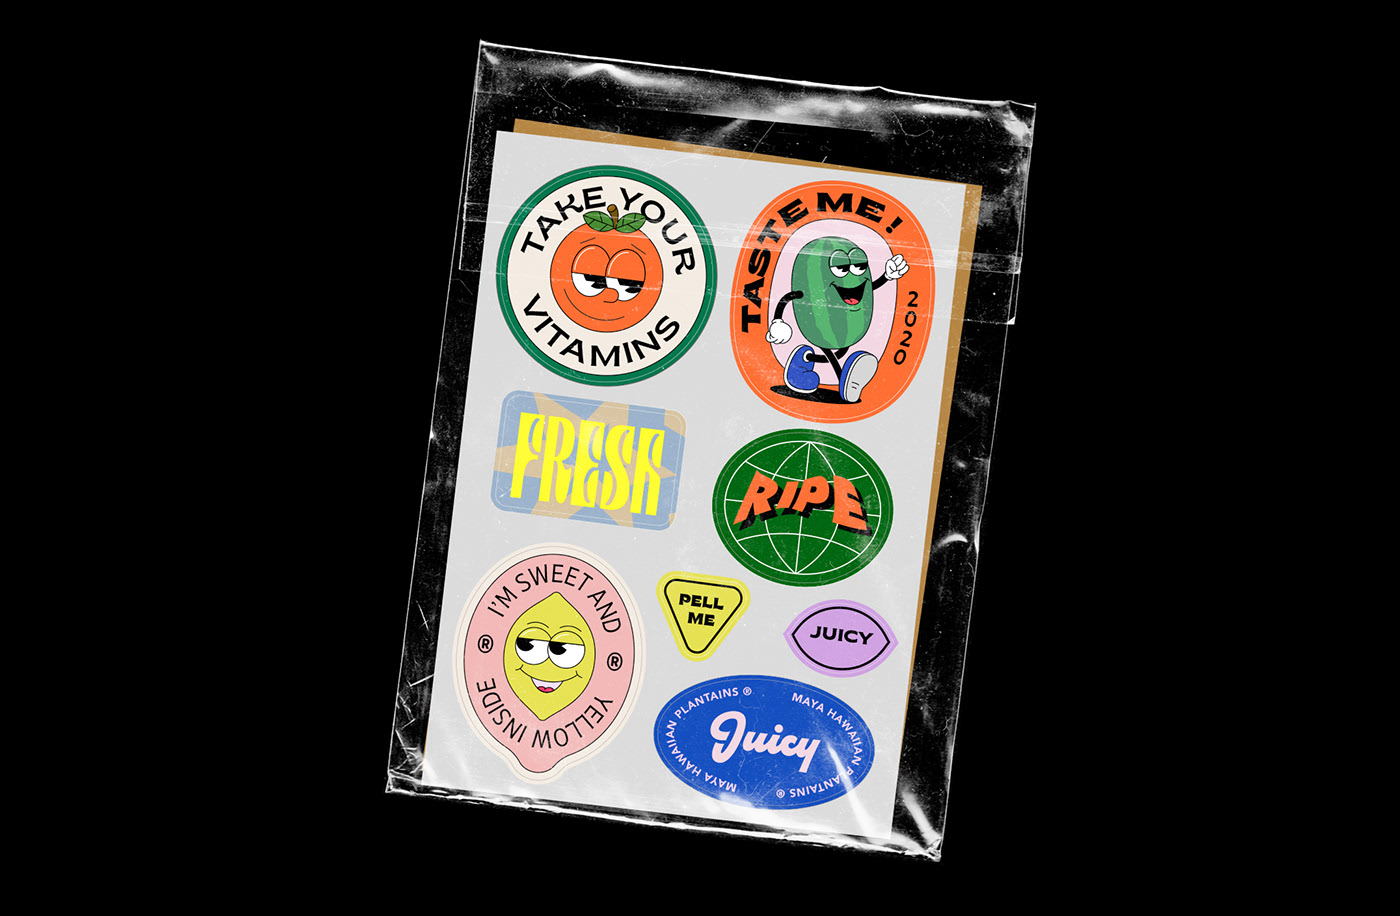 TAKE YOUR
VITAMINS
TASTE ME!
2020
FRESH
RIPE
I'M SWEET AND
®
®
YELLOW INSIDE
PELL
ME
JUICY
MAYA HAWAIIAN PLANTAINS ®
Juicy
MAYA HAWAIIAN PLANTAINS ®